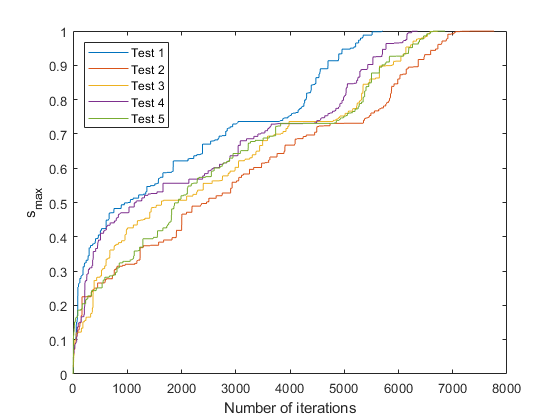 1
0.9
0.8
0.7
0.6
0.5
0.4
0.3
0.2
0.1
0
s_max
Test 1
Test 2
Test 3
Test 4
Test 5
0 1000 2000 3000 4000 5000 6000 7000 8000
Number of iterations